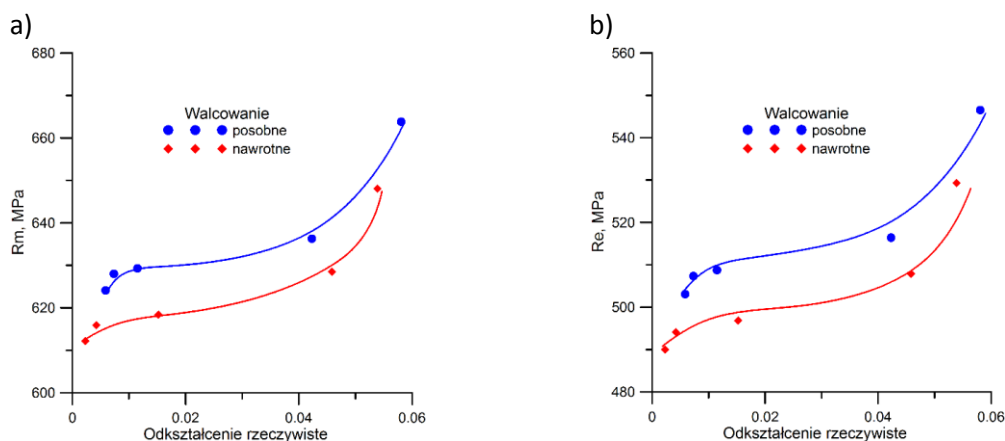 a)
680
660
640
620
600
Rm, MPa
Walcowanie
posobne
nawrotne
0
0.02
0.04
0.06
Odkształcenie rzeczywiste
b)
560
540
520
500
480
Re, MPa
Walcowanie
posobne
nawrotne
0
0.02
0.04
0.06
Odkształcenie rzeczywiste